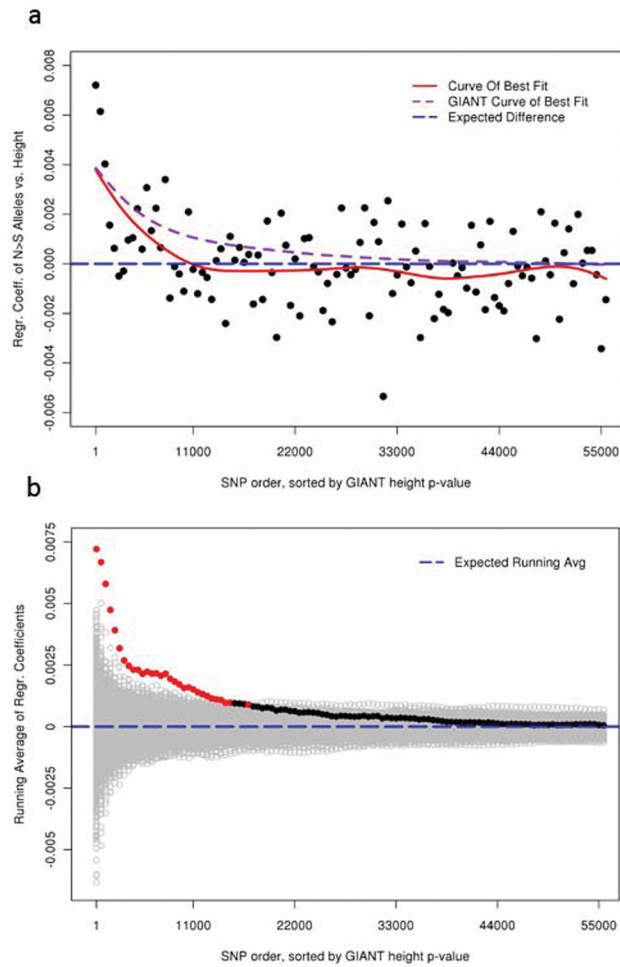 a
Regr. Coeff. of N>S Alleles vs. Height
0.008
0.006
0.004
0.002
0.000
-0.002
-0.004
-0.006
Curve Of Best Fit
GIANT Curve of Best Fit
Expected Difference
1
11000
22000
33000
44000
55000
SNP order, sorted by GIANT height p-value
b
Running Average of Regr. Coefficients
0.0075
0.005
0.0025
0
-0.0025
-0.005
Expected Running Avg
1
11000
22000
33000
44000
55000
SNP order, sorted by GIANT height p-value